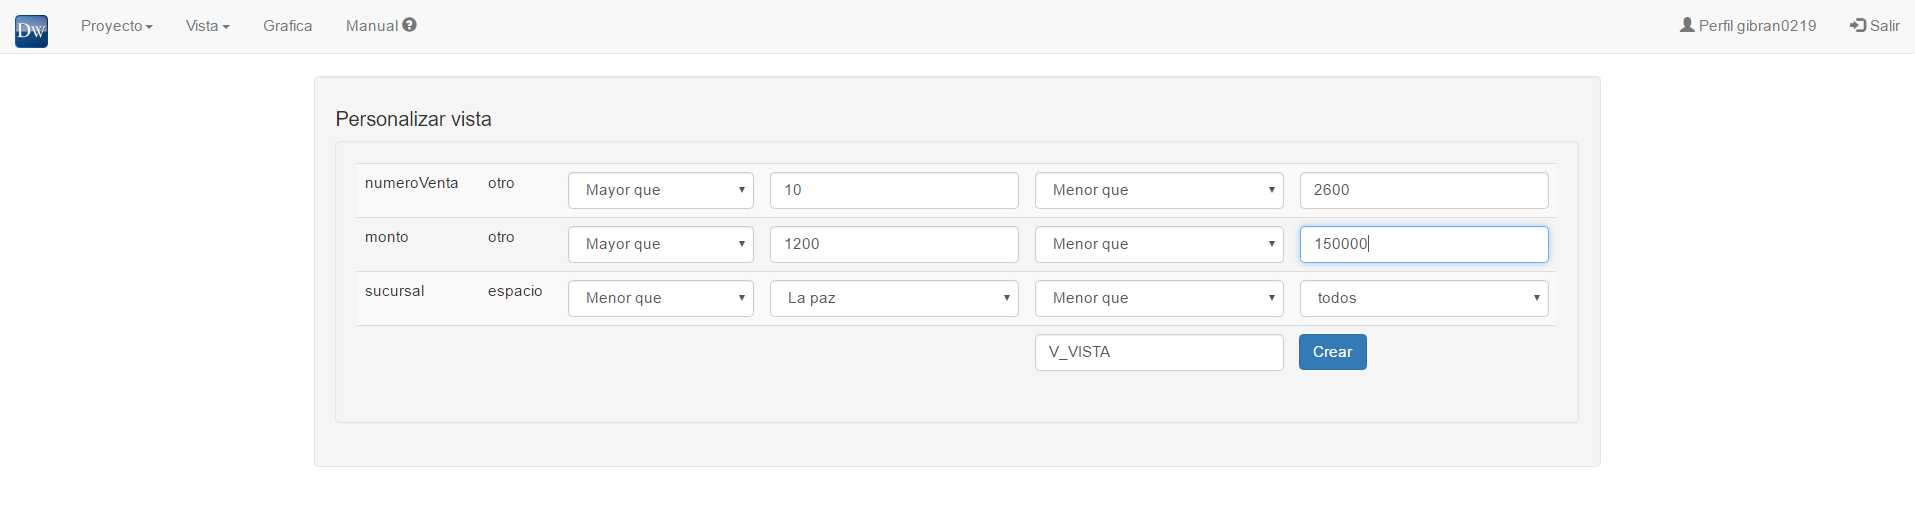 Dw Proyecto Vista Grafica Manual Perfil gibran0219 Salir
Personalizar vista
numeroVenta otro Mayor que 10 Menor que 2600
monto otro Mayor que 1200 Menor que 150000
sucursal espacio Menor que La paz Menor que todos
V_VISTA Crear